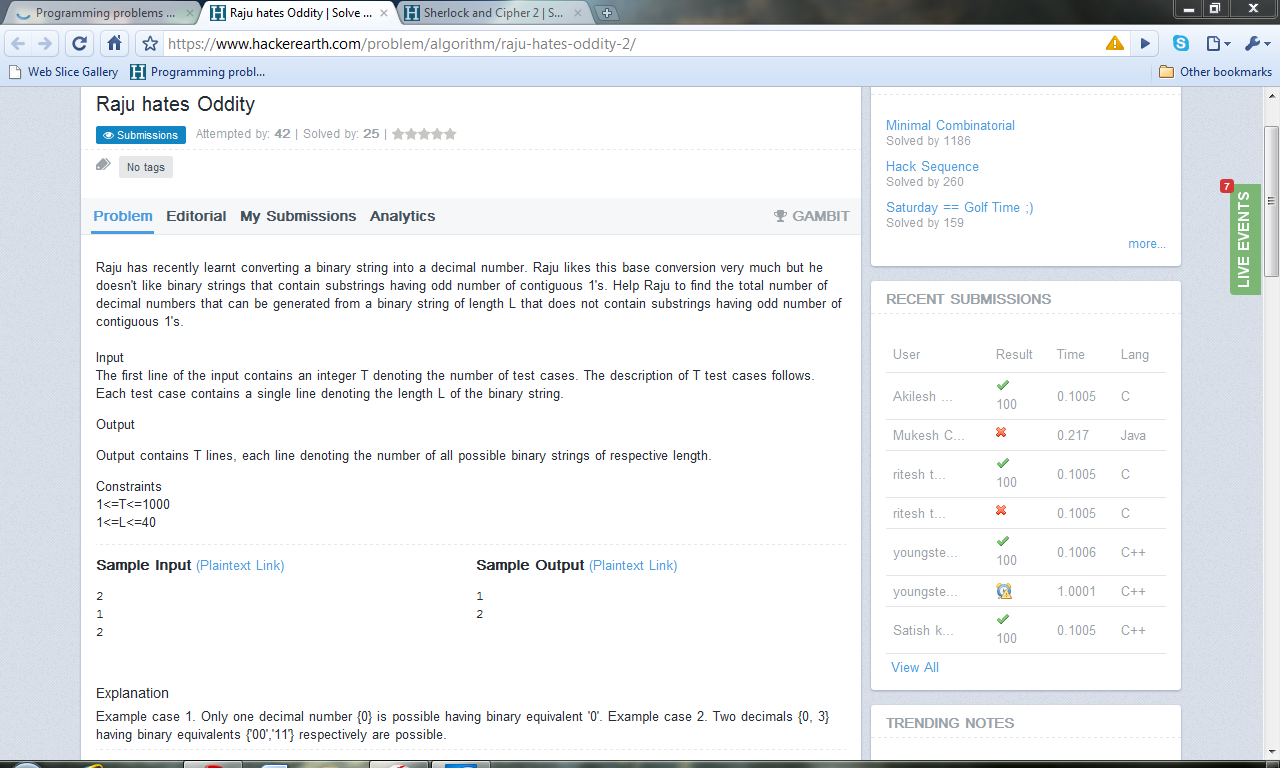 Programming problems ...
Raju hates Oddity | Solve ...
Sherlock and Cipher 2 | S...
https://www.hackerearth.com/problem/algorithm/raju-hates-oddity-2/
Web Slice Gallery
Programming probl...
Other bookmarks
Raju hates Oddity
Submissions Attempted by: 42 | Solved by: 25 |
No tags
Problem Editorial My Submissions Analytics GAMBIT
Raju has recently learnt converting a binary string into a decimal number. Raju likes this base conversion very much but he
doesn't like binary strings that contain substrings having odd number of contiguous 1's. Help Raju to find the total number of
decimal numbers that can be generated from a binary string of length L that does not contain substrings having odd number of
contiguous 1's.
Input
The first line of the input contains an integer T denoting the number of test cases. The description of T test cases follows.
Each test case contains a single line denoting the length L of the binary string.
Output
Output contains T lines, each line denoting the number of all possible binary strings of respective length.
Constraints
1<=T<=1000
1<=L<=40
Sample Input (Plaintext Link)
2
1
2
Sample Output (Plaintext Link)
1
2
Explanation
Example case 1. Only one decimal number {0} is possible having binary equivalent '0'. Example case 2. Two decimals {0, 3}
having binary equivalents {'00','11'} respectively are possible.
Minimal Combinatorial
Solved by 1186
Hack Sequence
Solved by 260
Saturday == Golf Time ;)
Solved by 159
more...
RECENT SUBMISSIONS
User Result Time Lang
Akilesh ... 100 0.1005 C
Mukesh C... 0.217 Java
ritesh t... 100 0.1005 C
ritesh t... 0.1005 C
youngste... 100 0.1006 C++
youngste... 1.0001 C++
Satish k... 100 0.1005 C++
View All
TRENDING NOTES
7
LIVE EVENTS